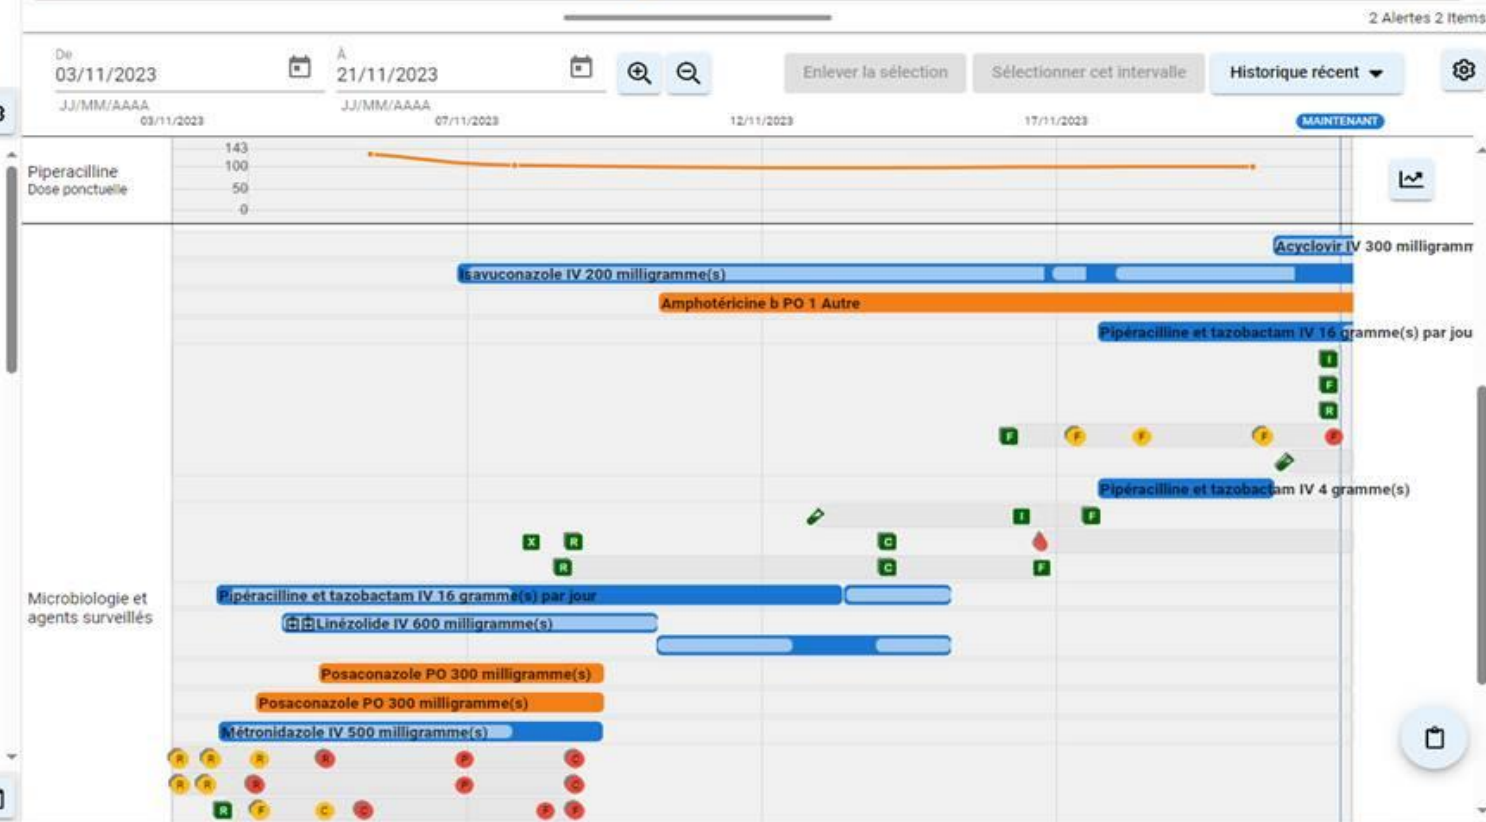 2 Alertes 2 Items
De
03/11/2023
À
21/11/2023
Enlever la sélection
Sélectionner cet intervalle
Historique récent
JJ/MM/AAAA
JJ/MM/AAAA
03/11/2023
07/11/2023
12/11/2023
17/11/2023
MAINTENANT
Piperacilline
Dose ponctuelle
143
100
50
0
Acyclovir IV 300 milligramm
Isavuconazole IV 200 milligramme(s)
Amphotéricine b PO 1 Autre
Pipéracilline et tazobactam IV 16 gramme(s) par jou
I
F
R
F F F F F
Pipéracilline et tazobactam IV 4 gramme(s)
I F
X R C
R C F
Microbiologie et
agents surveillés
Pipéracilline et tazobactam IV 16 gramme(s) par jour
Linézolide IV 600 milligramme(s)
Posaconazole PO 300 milligramme(s)
Posaconazole PO 300 milligramme(s)
Métronidazole IV 500 milligramme(s)
R R R R P C
R R R P C
R F C C F C